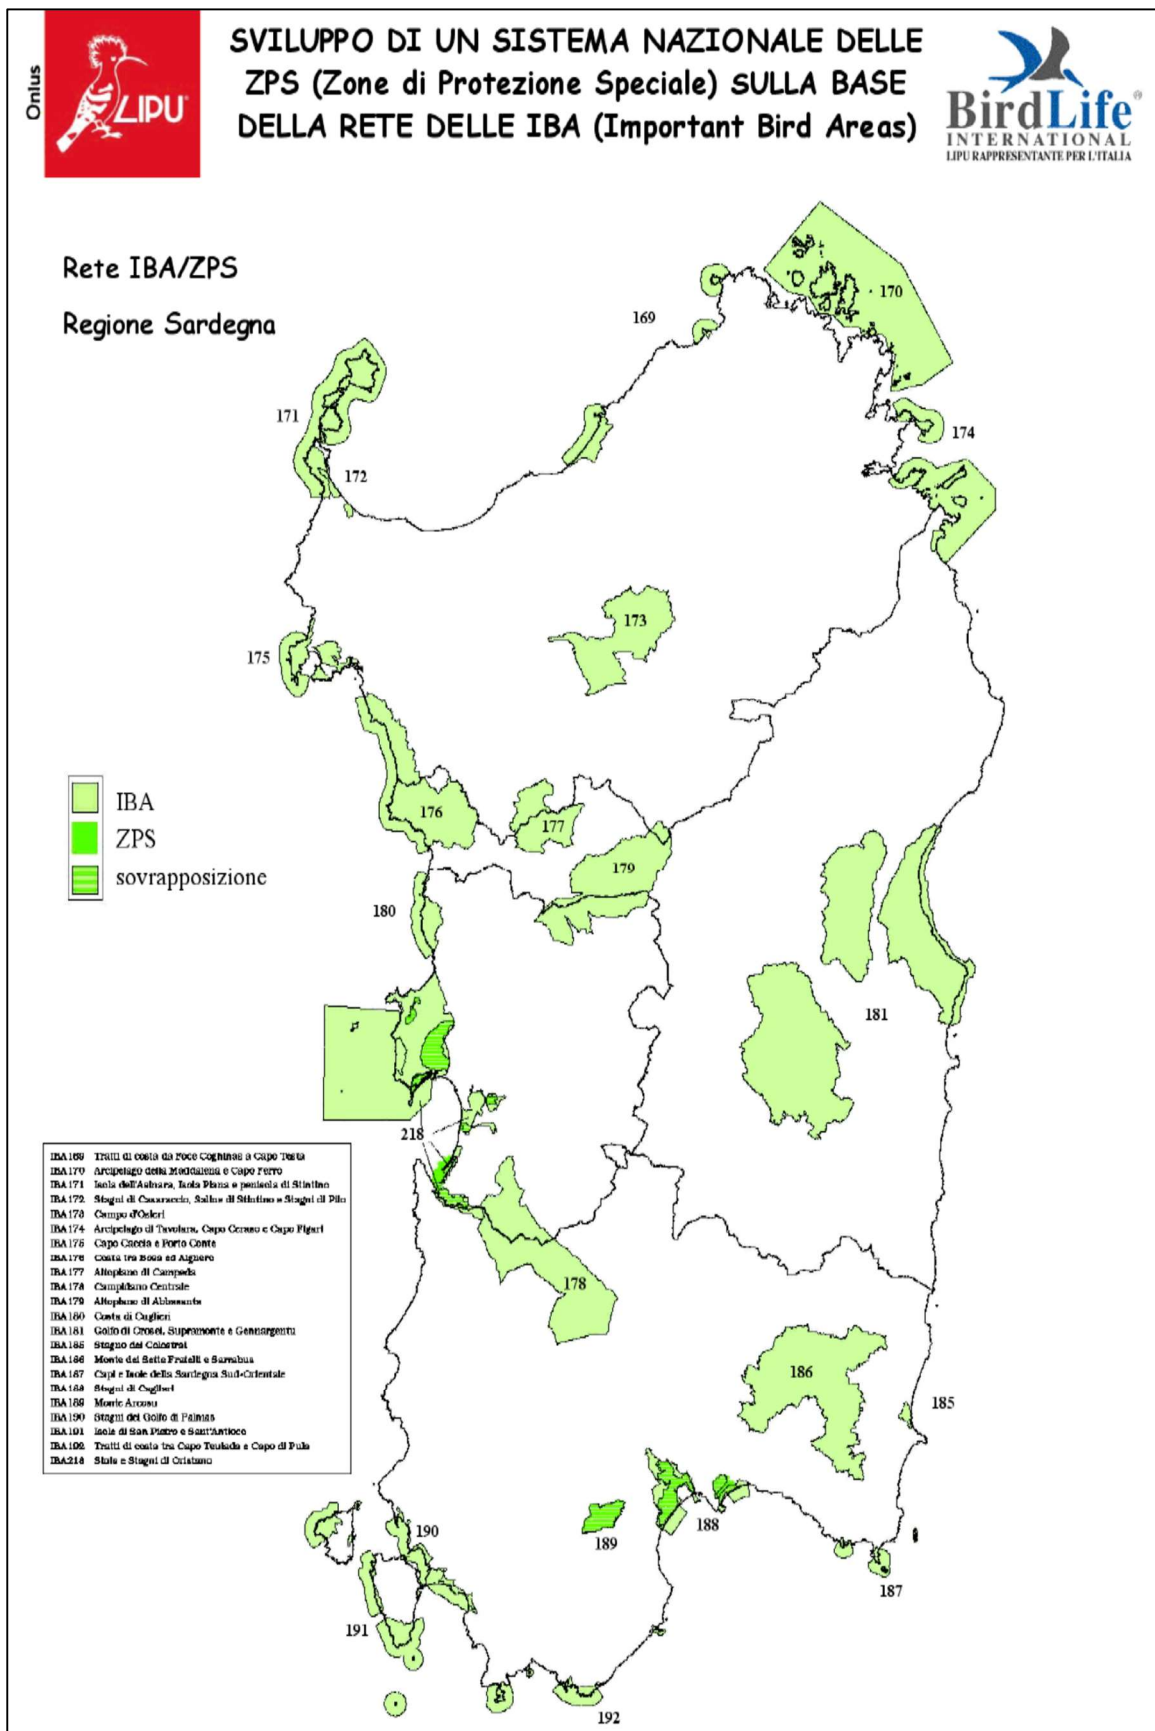 Onlus
LIPU
SVILUPPO DI UN SISTEMA NAZIONALE DELLE
ZPS (Zone di Protezione Speciale) SULLA BASE
DELLA RETE DELLE IBA (Important Bird Areas)
BirdLife®
INTERNATIONAL
LIPU RAPPRESENTANTE PER L'ITALIA
Rete IBA/ZPS
Regione Sardegna
170
169
171
174
172
173
175
IBA
ZPS
sovrapposizione
176
177
179
180
181
218
IBA169 Tratti di costa da Foce Coghinas a Capo Testa
IBA170 Arcipelago della Maddalena e Capo Ferro
IBA171 Isola dell'Asinara, Isola Piana e penisola di Stintino
IBA172 Stagni di Casaraccio, Saline di Stintino e Stagni di Pilo
IBA173 Campo d'Ozieri
IBA174 Arcipelago di Tavolara, Capo Ceraso e Capo Figari
IBA175 Capo Caccia e Porto Conte
IBA176 Costa tra Bosa ed Alghero
IBA177 Altopiano di Campeda
IBA178 Campidano Centrale
IBA179 Altopiano di Abbasanta
IBA180 Costa di Cuglieri
IBA181 Golfo di Orosei, Supramonte e Gennargentu
IBA185 Stagno dei Colostrai
IBA186 Monte dei Sette Fratelli e Sarrabus
IBA187 Capi e Isole della Sardegna Sud-Orientale
IBA188 Stagni di Cagliari
IBA189 Monte Arcosu
IBA190 Stagni del Golfo di Palmas
IBA191 Isole di San Pietro e Sant'Antioco
IBA192 Tratti di costa tra Capo Teulada e Capo di Pula
IBA218 Sinis e Stagni di Oristano
178
186
185
188
189
190
187
191
192